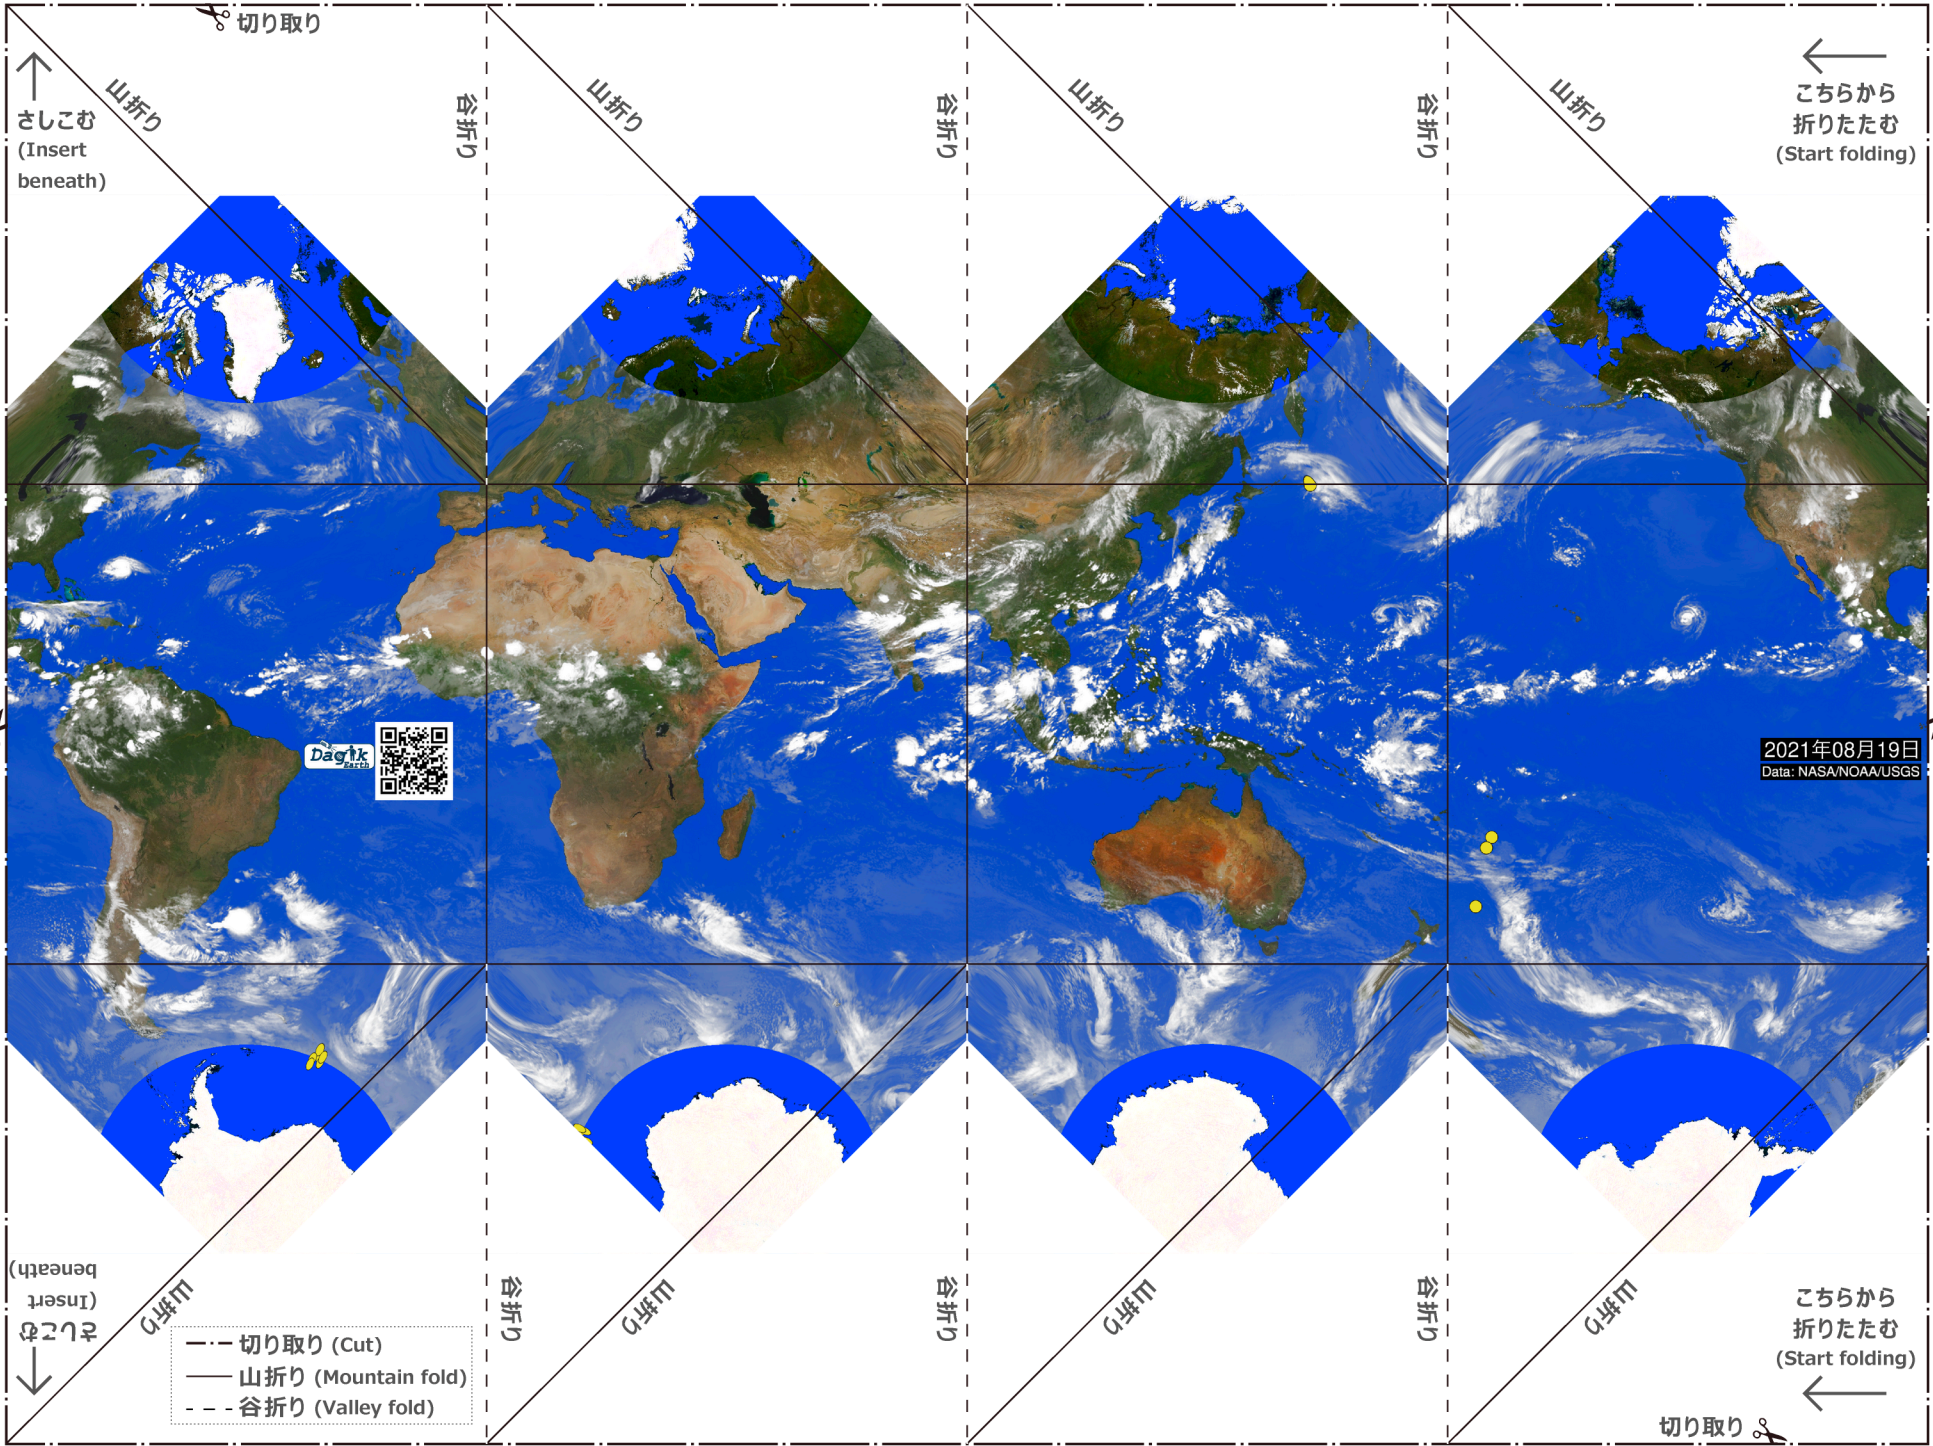 切り取り
山折り
谷折り
山折り
谷折り
山折り
谷折り
山折り
さしこむ
(Insert
beneath)
こちらから
折りたたむ
(Start folding)
Dagik
Earth
2021年08月19日
Data: NASA/NOAA/USGS
さしこむ
(Insert
beneath)
山折り
谷折り
山折り
谷折り
山折り
谷折り
山折り
こちらから
折りたたむ
(Start folding)
切り取り (Cut)
山折り (Mountain fold)
谷折り (Valley fold)
切り取り